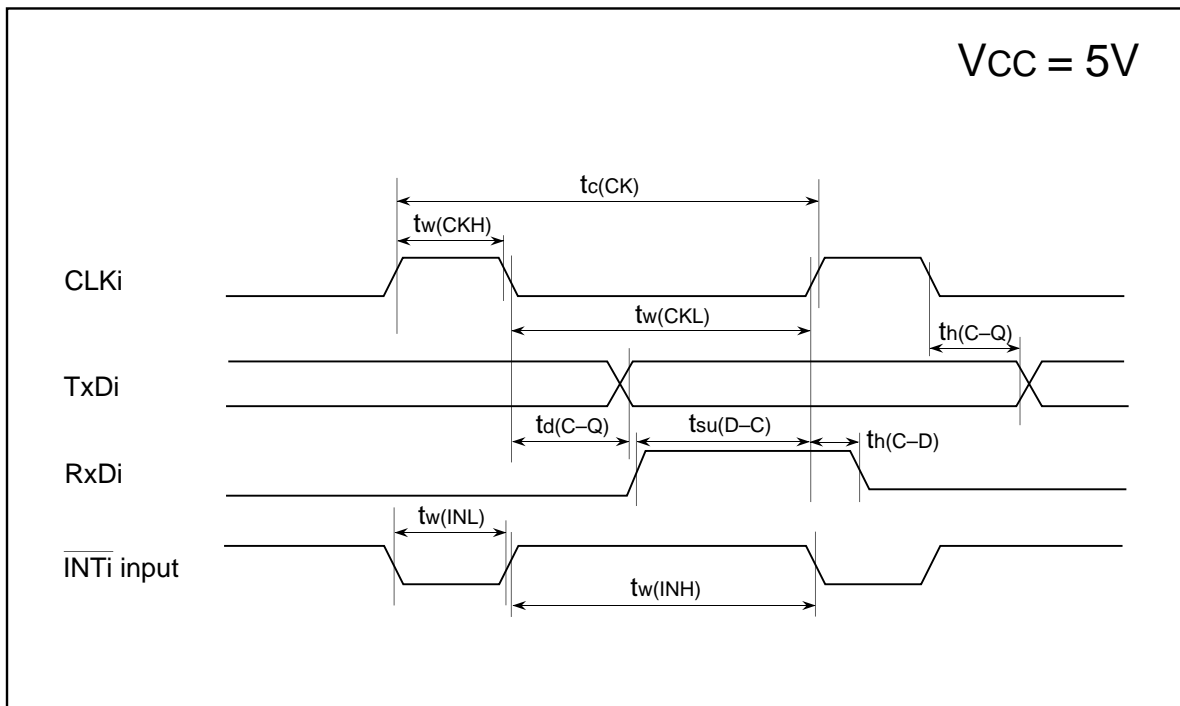 VCC = 5V
tc(CK)
tw(CKH)
CLKi
tw(CKL)
th(C–Q)
TxDi
td(C–Q)
tsu(D–C)
th(C–D)
RxDi
tw(INL)
I̅N̅T̅i̅ input
tw(INH)